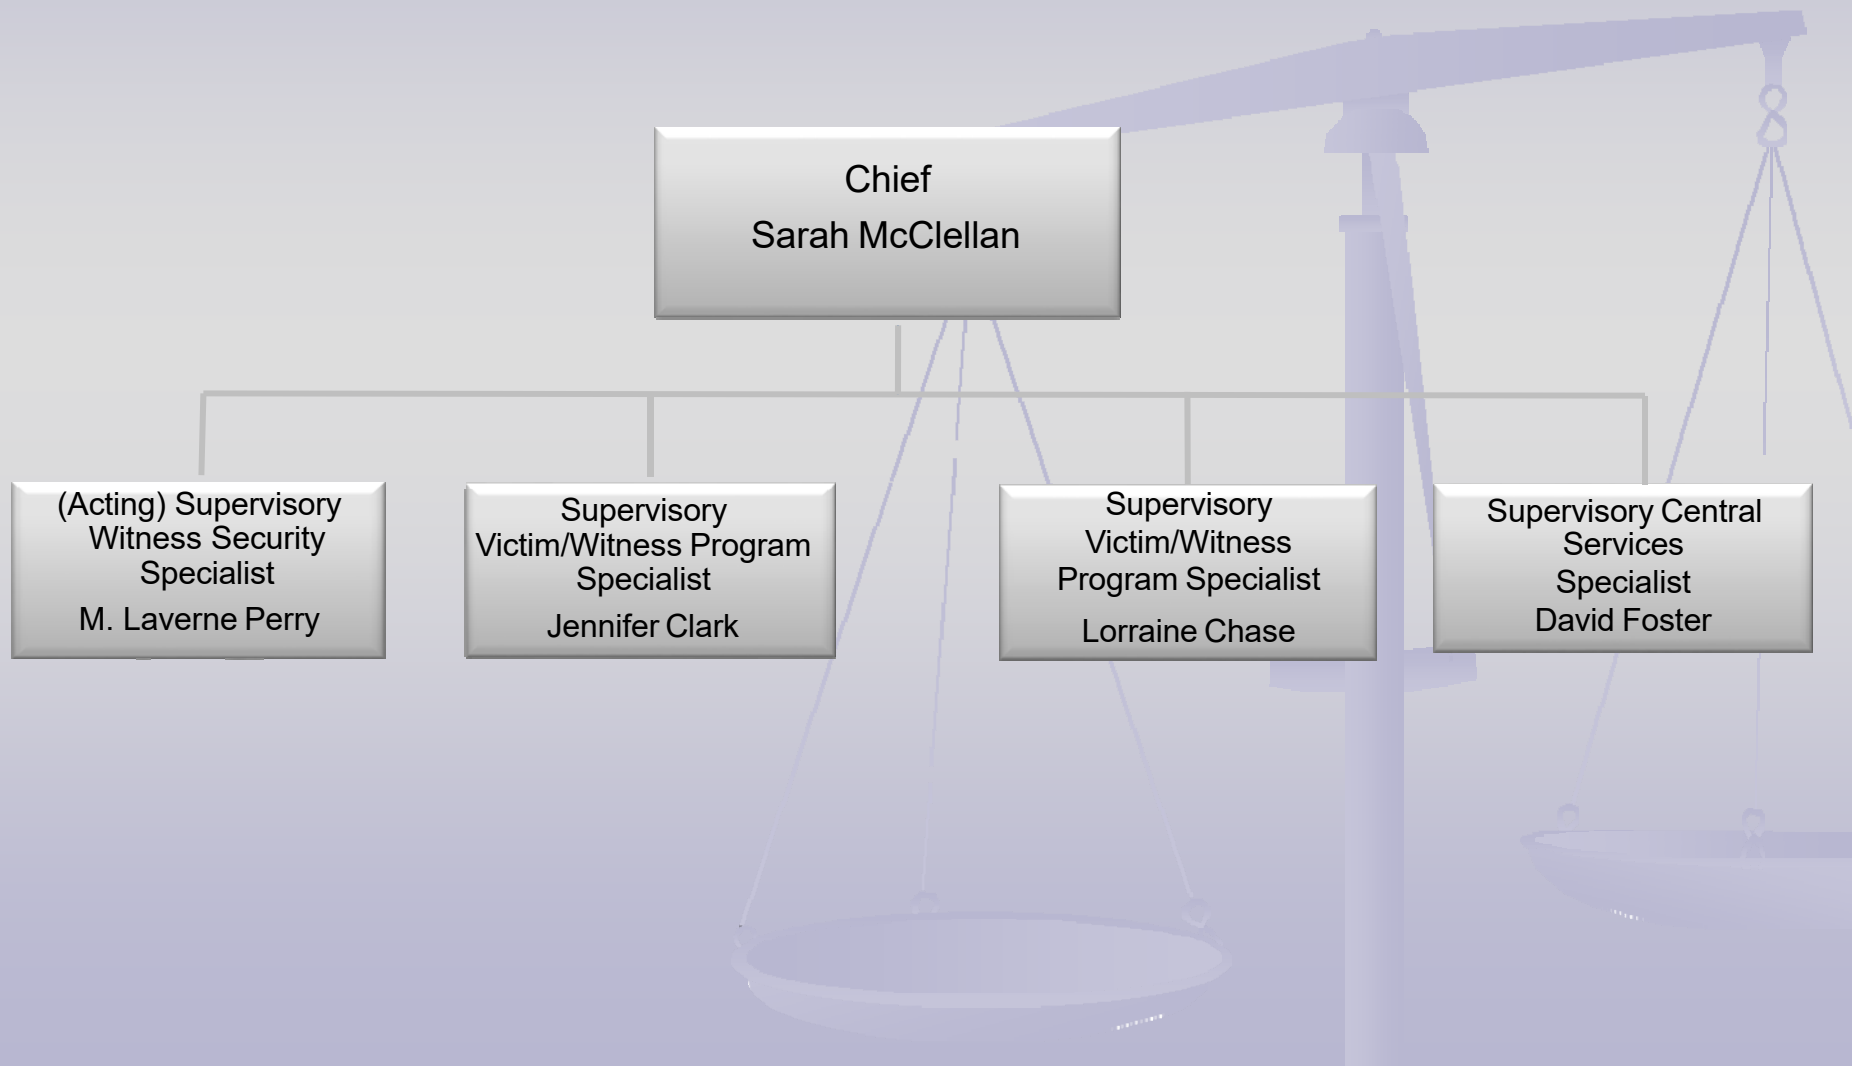 Chief
Sarah McClellan
(Acting) Supervisory
Witness Security
Specialist
M. Laverne Perry
Supervisory
Victim/Witness Program
Specialist
Jennifer Clark
Supervisory
Victim/Witness
Program Specialist
Lorraine Chase
Supervisory Central
Services
Specialist
David Foster